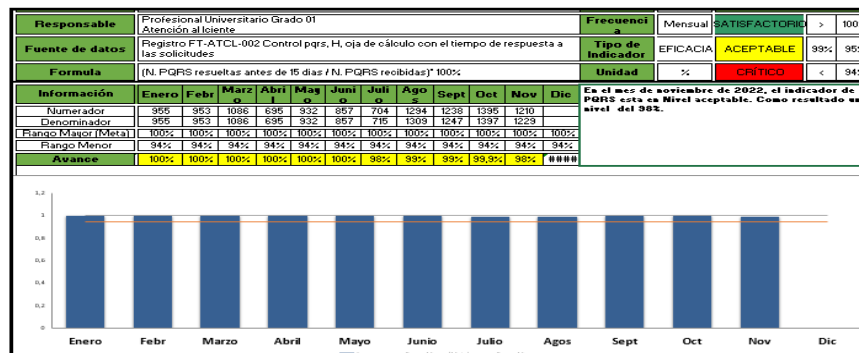 Responsable
Profesional Universitario Grado 01
Atención al lciente
Frecuenci
a
Mensual
SATISFACTORIO
>
100
Fuente de datos
Registro FT-ATCL-002 Control pqrs, H, oja de cálculo con el tiempo de respuesta a
las solicitudes
Tipo de
Indicador
EFICACIA
ACEPTABLE
99%
95
Formula
(N. PQRS resueltas antes de 15 dias / N. PQRS recibidas)* 100%
Unidad
%
CRÍTICO
<
94
Información Enero Febr Marz
o Abri
l May
o Juni
o Juli
o Ago
s Sept Oct Nov Dic
Numerador 955 953 1086 695 932 857 704 1294 1238 1395 1210
Denominador 955 953 1086 695 932 857 715 1309 1247 1397 1229
Rango Mayor (Meta) 100% 100% 100% 100% 100% 100% 100% 100% 100% 100% 100% 100%
Rango Menor 94% 94% 94% 94% 94% 94% 94% 94% 94% 94% 94% 94%
Avance 100% 100% 100% 100% 100% 100% 98% 99% 99% 99,9% 98% ####
En el mes de noviembre de 2022, el indicador de
PQRS esta en Nivel aceptable. Como resultado un
nivel del 98%.
1,2
1
0,8
0,6
0,4
0,2
0
Enero Febr Marzo Abril Mayo Junio Julio Agos Sept Oct Nov Dic